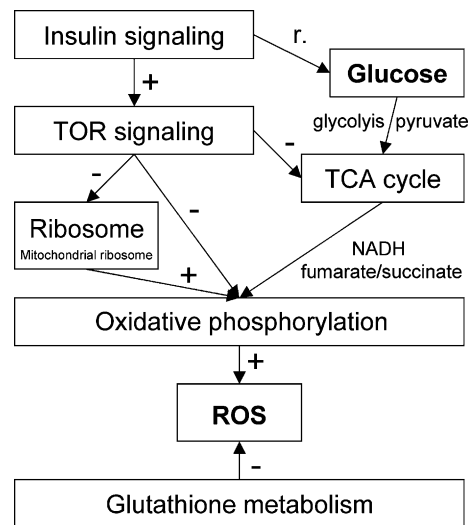 Insulin signaling
r.
Glucose
+
glycolyis pyruvate
TOR signaling
-
TCA cycle
-
-
Ribosome
Mitochondrial ribosome
NADH
fumarate/succinate
+
Oxidative phosphorylation
+
ROS
-
Glutathione metabolism